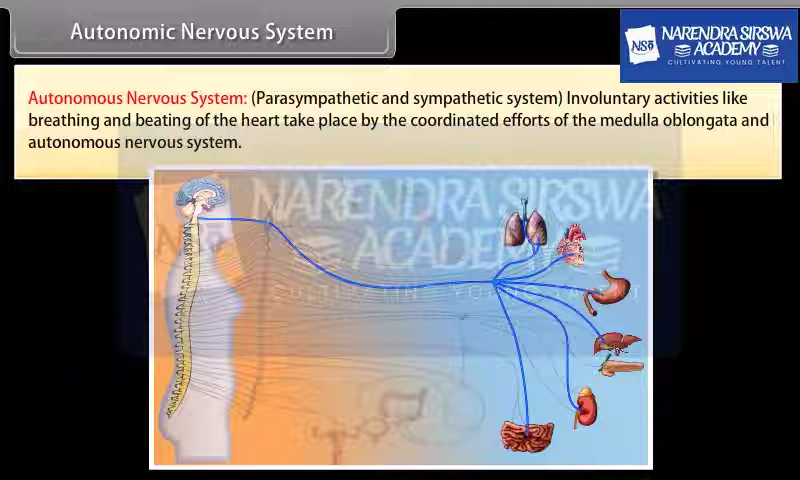 Autonomic Nervous System
NARENDRA SIRSWA
ACADEMY
CULTIVATING YOUNG TALENT
Autonomous Nervous System: (Parasympathetic and sympathetic system) Involuntary activities like
breathing and beating of the heart take place by the coordinated efforts of the medulla oblongata and
autonomous nervous system.
NARENDRA SIRSWA
ACADEMY